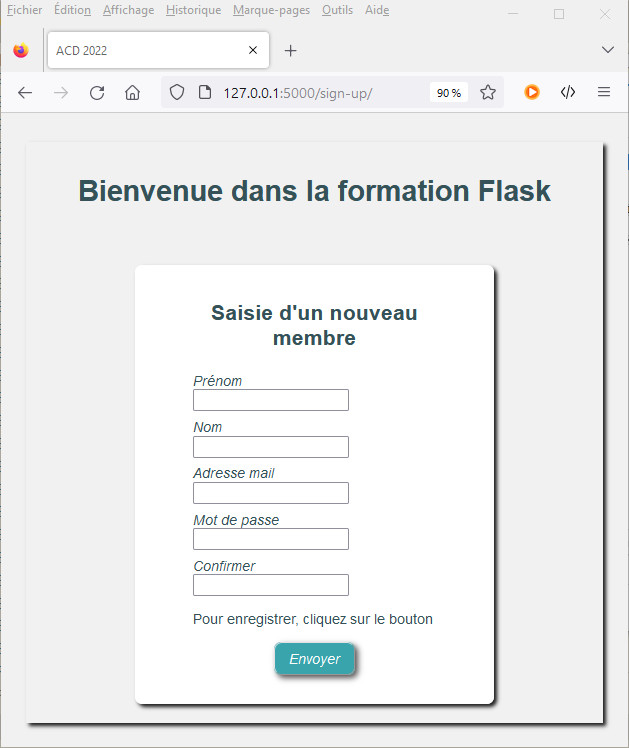 Fichier Édition Affichage Historique Marque-pages Outils Aide
ACD 2022
127.0.0.1:5000/sign-up/ 90 %
Bienvenue dans la formation Flask
Saisie d'un nouveau
membre
Prénom
Nom
Adresse mail
Mot de passe
Confirmer
Pour enregistrer, cliquez sur le bouton
Envoyer